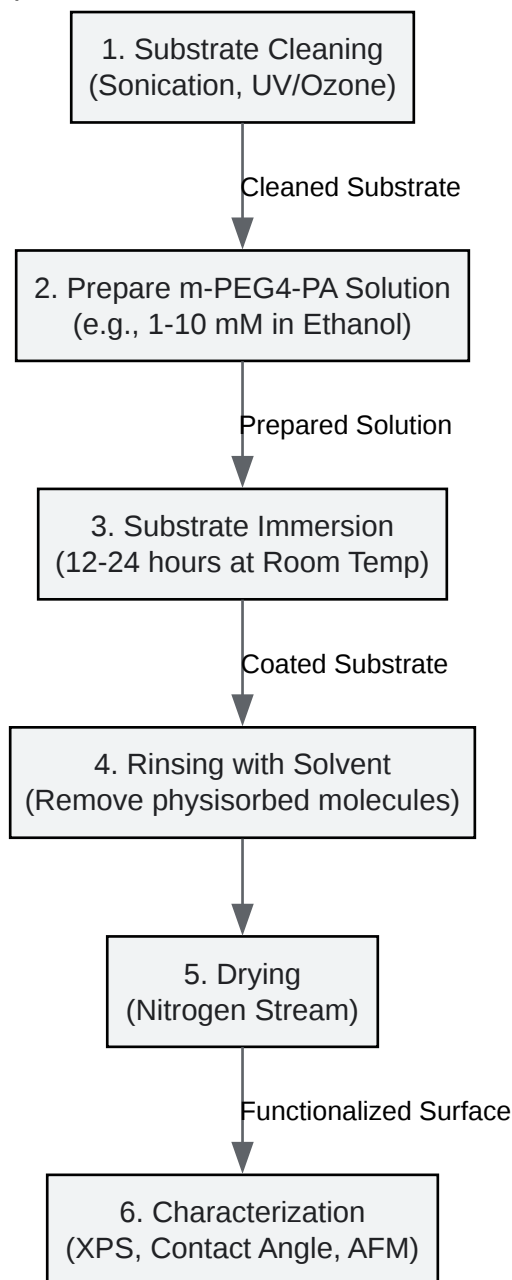 1. Substrate Cleaning
(Sonication, UV/Ozone)
Cleaned Substrate
2. Prepare m-PEG4-PA Solution
(e.g., 1-10 mM in Ethanol)
Prepared Solution
3. Substrate Immersion
(12-24 hours at Room Temp)
Coated Substrate
4. Rinsing with Solvent
(Remove physisorbed molecules)
5. Drying
(Nitrogen Stream)
Functionalized Surface
6. Characterization
(XPS, Contact Angle, AFM)